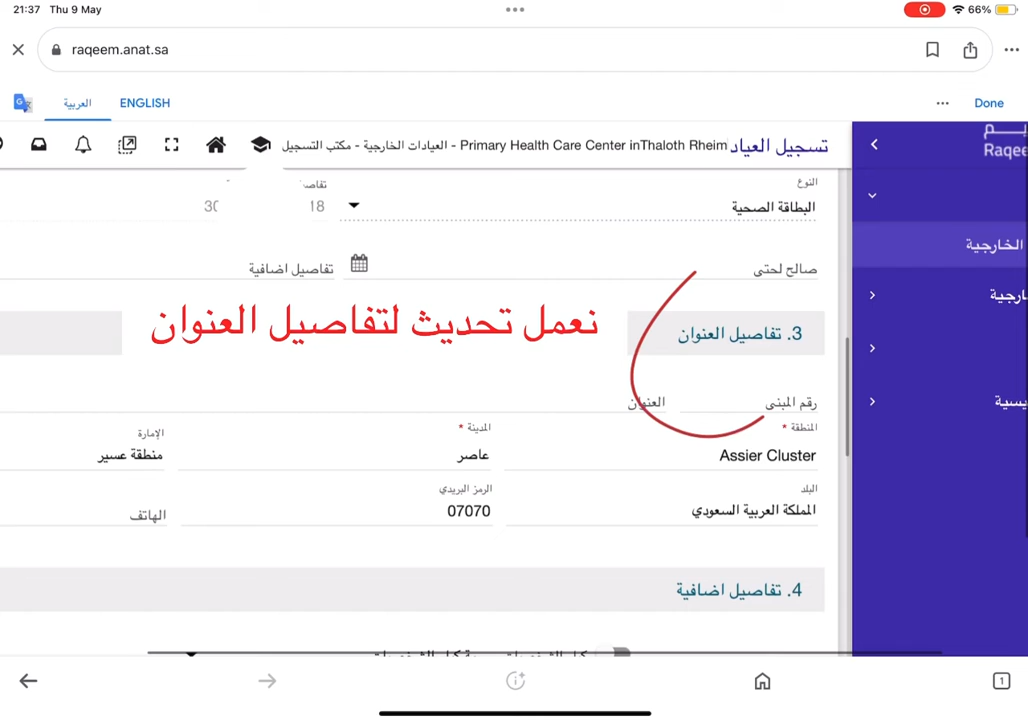 21:37 Thu 9 May
66%
raqeem.anat.sa
العربية ENGLISH
Done
تسجيل العياد
Primary Health Care Center inThaloth Rheim - العيادات الخارجية - مكتب التسجيل
Raqee
النوع
البطاقة الصحية
18
الخارجية
صالح لحتى
تفاصيل اضافية
نعمل تحديث لتفاصيل العنوان
3. تفاصيل العنوان
رقم المبنى
العنوان
المنطقة *
Assier Cluster
المدينة *
عاصر
الإمارة
منطقة عسير
البلد
المملكة العربية السعودي
الرمز البريدي
07070
الهاتف
4. تفاصيل اضافية
1